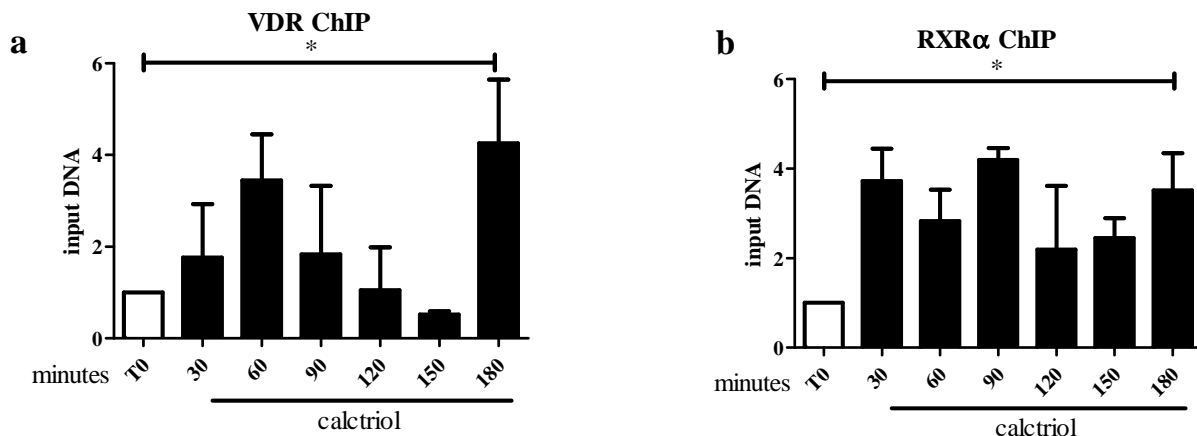 a
VDR ChIP
*
input DNA
6
4
2
0
minutes
T0 30 60 90 120 150 180
calctriol
b
RXRα ChIP
*
input DNA
6
4
2
0
minutes
T0 30 60 90 120 150 180
calctriol